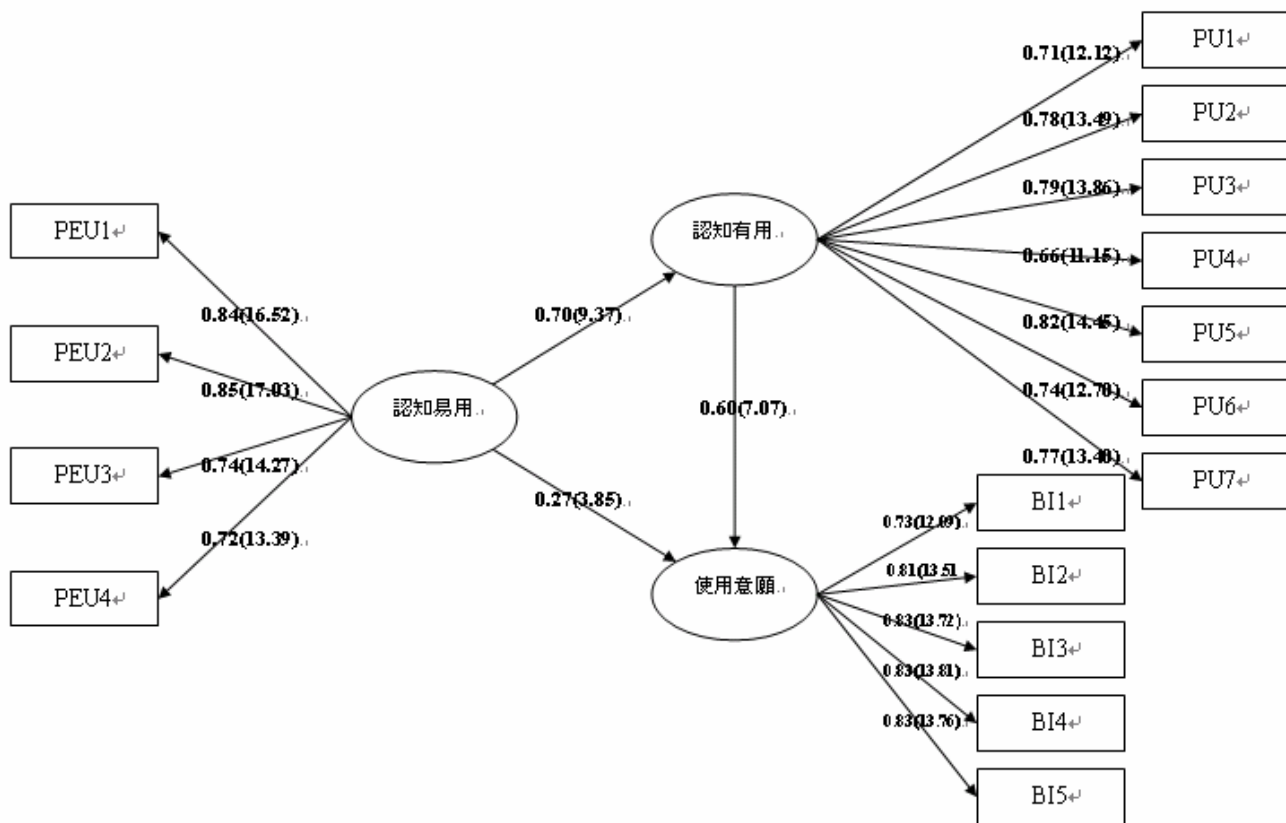 PEU1
PEU2
PEU3
PEU4
0.84(16.52)
0.85(17.03)
0.74(14.27)
0.72(13.39)
認知易用
0.70(9.37)
0.27(3.85)
認知有用
0.60(7.07)
使用意願
0.71(12.12)
0.78(13.49)
0.79(13.86)
0.66(11.15)
0.82(14.45)
0.74(12.70)
0.77(13.40)
PU1
PU2
PU3
PU4
PU5
PU6
PU7
0.73(12.09)
0.81(13.51
0.83(13.72)
0.83(13.81)
0.83(13.76)
BI1
BI2
BI3
BI4
BI5